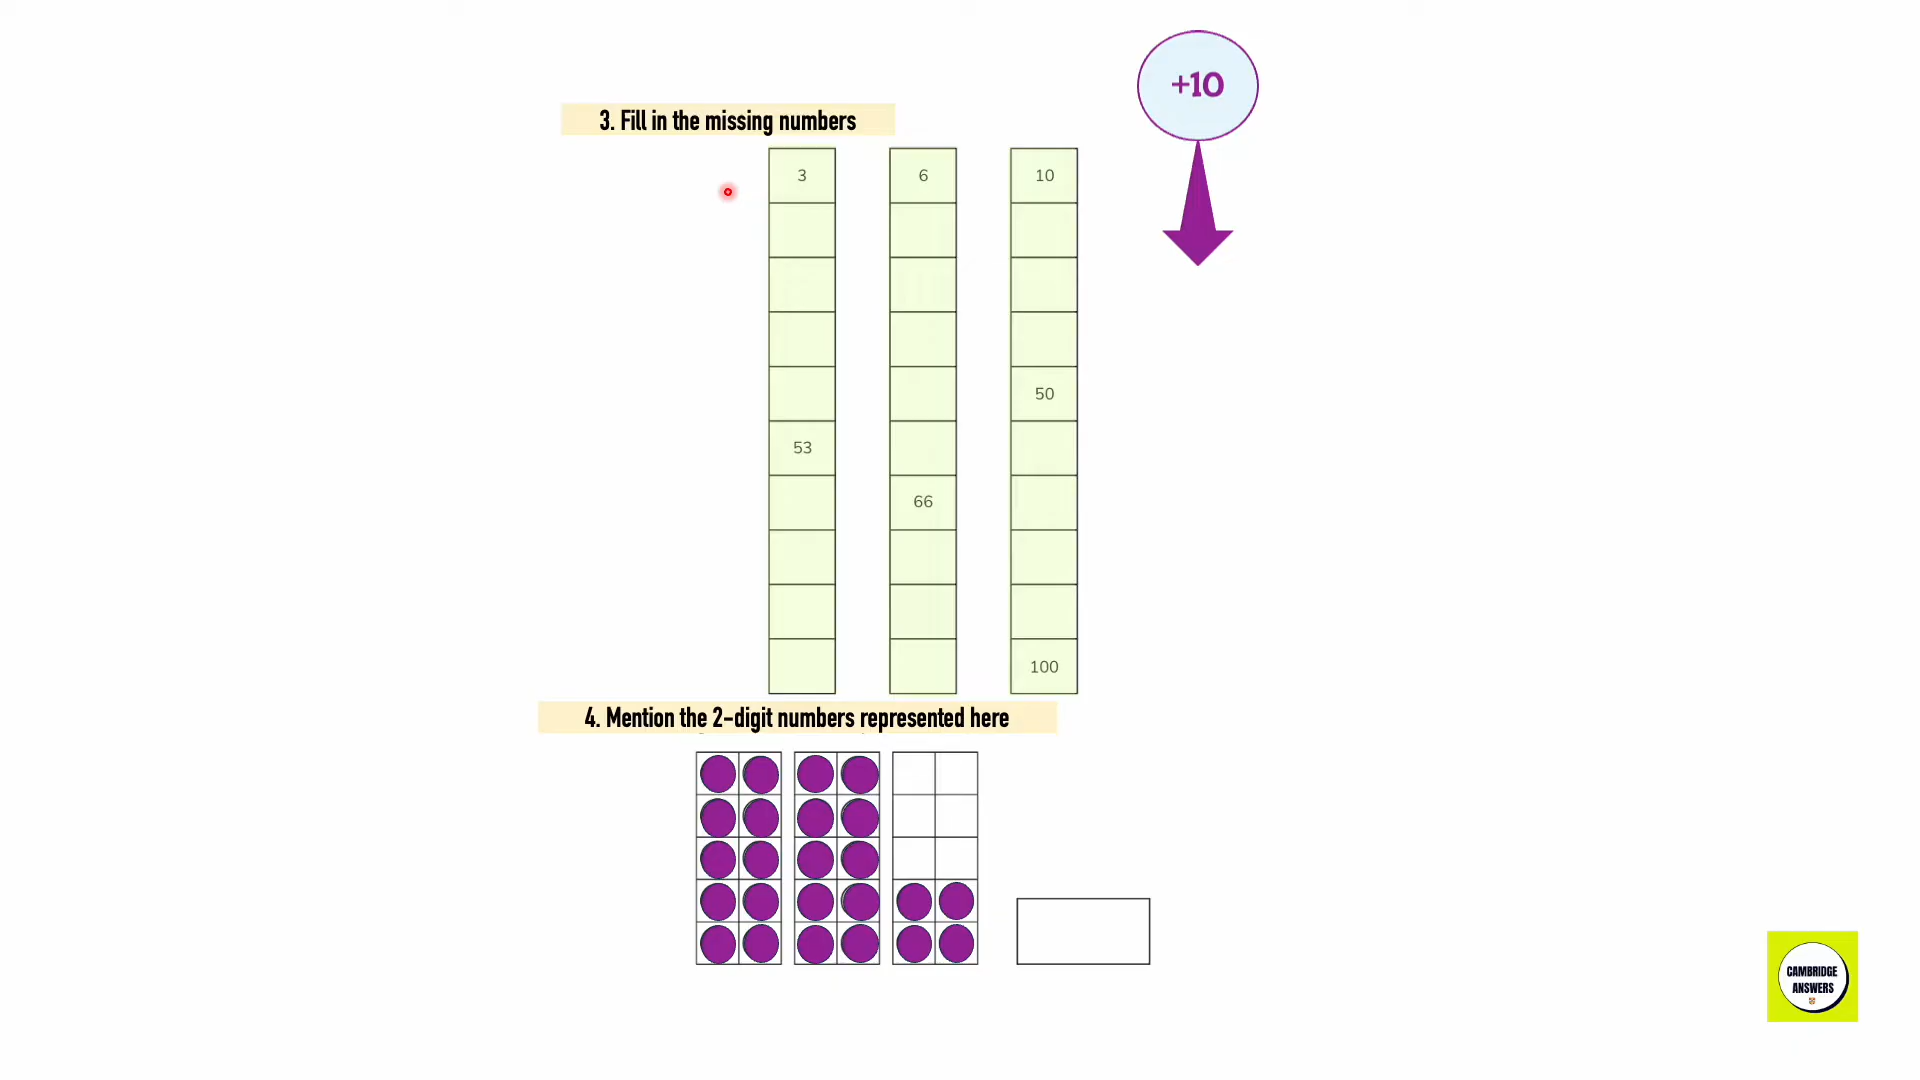 +10
3. Fill in the missing numbers
3 6 10
50
53
66
100
4. Mention the 2-digit numbers represented here
CAMBRIDGE
ANSWERS